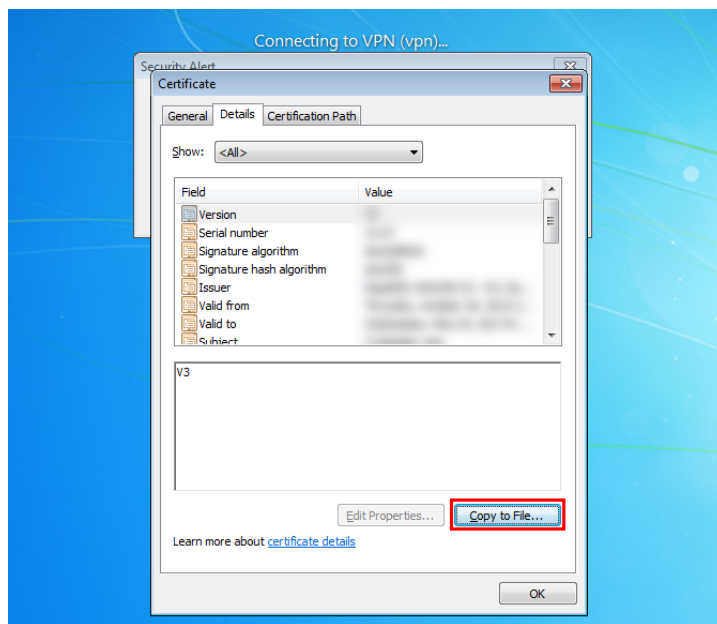 Connecting to VPN (vpn)...
Security Alert
Certificate
General Details Certification Path
Show: <All>
Field Value
Version
Serial number
Signature algorithm
Signature hash algorithm
Issuer
Valid from
Valid to
Subject
V3
Edit Properties... Copy to File...
Learn more about certificate details
OK